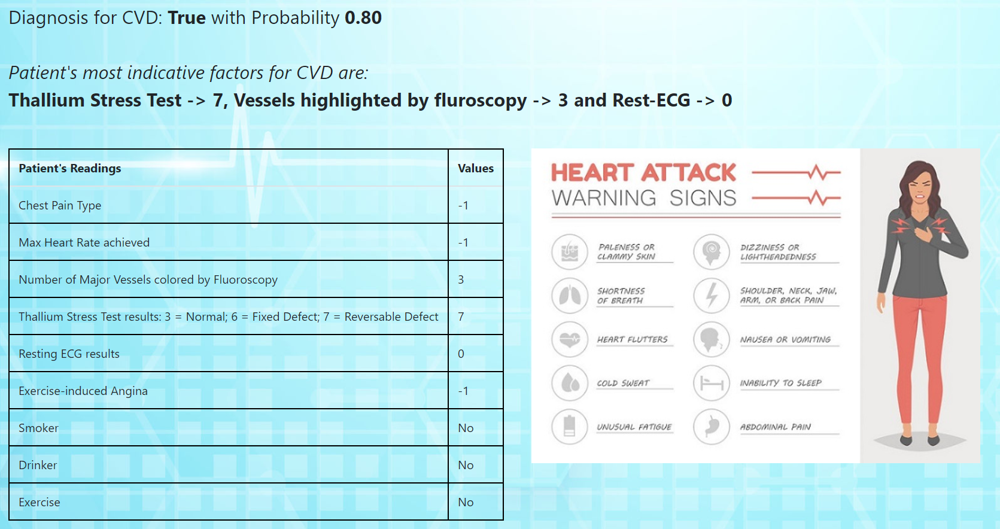 Diagnosis for CVD: True with Probability 0.80
Patient's most indicative factors for CVD are:
Thallium Stress Test -> 7, Vessels highlighted by fluroscopy -> 3 and Rest-ECG -> 0
Patient's Readings Values
Chest Pain Type -1
Max Heart Rate achieved -1
Number of Major Vessels colored by Fluoroscopy 3
Thallium Stress Test results: 3 = Normal; 6 = Fixed Defect; 7 = Reversable Defect 7
Resting ECG results 0
Exercise-induced Angina -1
Smoker No
Drinker No
Exercise No
HEART ATTACK
WARNING SIGNS
PALENESS OR
CLAMMY SKIN
DIZZINESS OR
LIGHTHEADEDNESS
SHORTNESS
OF BREATH
SHOULDER, NECK, JAW,
ARM, OR BACK PAIN
HEART FLUTTERS
NAUSEA OR VOMITING
COLD SWEAT
INABILITY TO SLEEP
UNUSUAL FATIGUE
ABDOMINAL PAIN